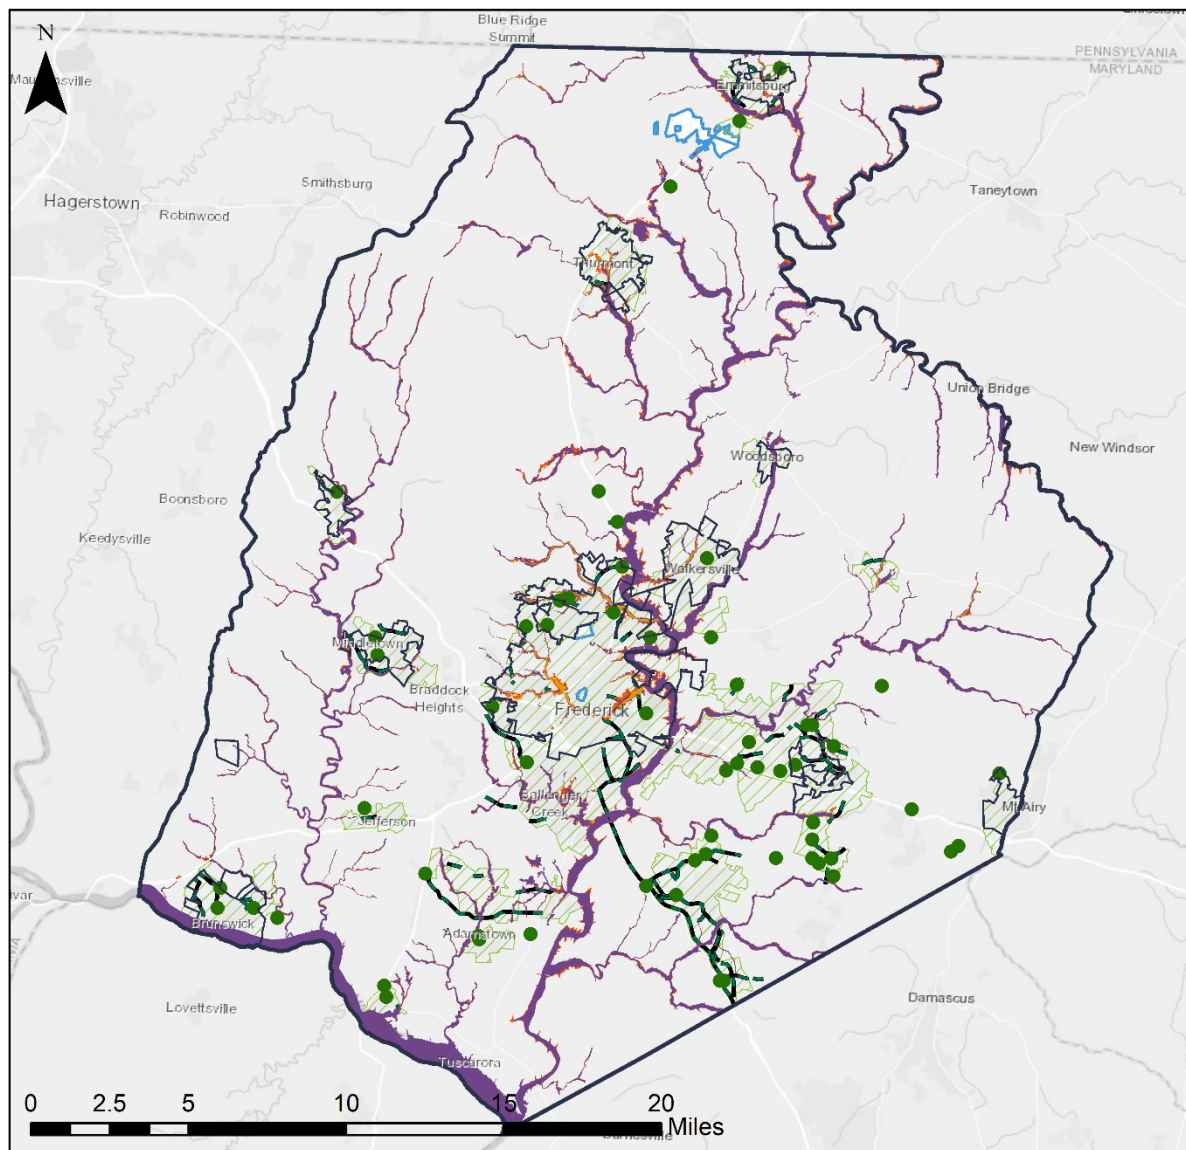 Blue Ridge
Summit
N
PENNSYLVANIA
MARYLAND
Emmitsburg
Smithsburg
Taneytown
Hagerstown
Robinwood
Thurmont
Union Bridge
New Windsor
Woodsboro
Boonsboro
Keedysville
Walkersville
Middletown
Braddock
Heights
Frederick
Ballenger
Creek
Mt Airy
Jefferson
Brunswick
Adamstown
Lovettsville
Damascus
Tuscarora
0 2.5 5 10 15 20
Miles